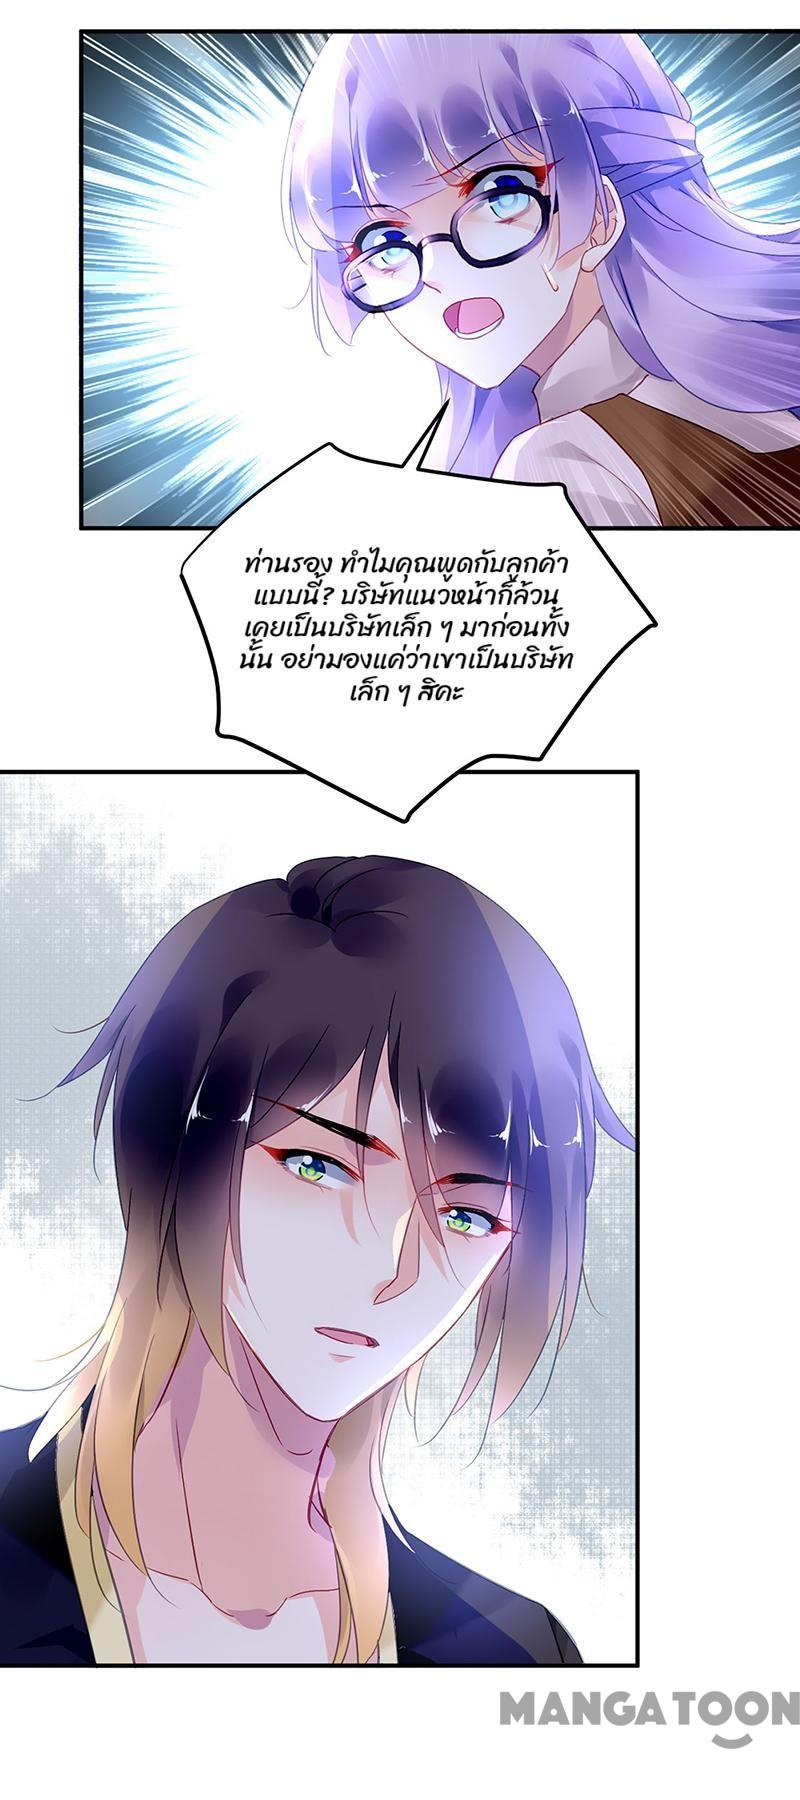 ท่านรอง ทำไมคุณพูดกับลูกค้า
แบบนี้? บริษัทแนวหน้าก็ล้วน
เคยเป็นบริษัทเล็ก ๆ มาก่อนทั้ง
นั้น อย่ามองแค่ว่าเขาเป็นบริษัท
เล็ก ๆ สิคะ
MANGATOON